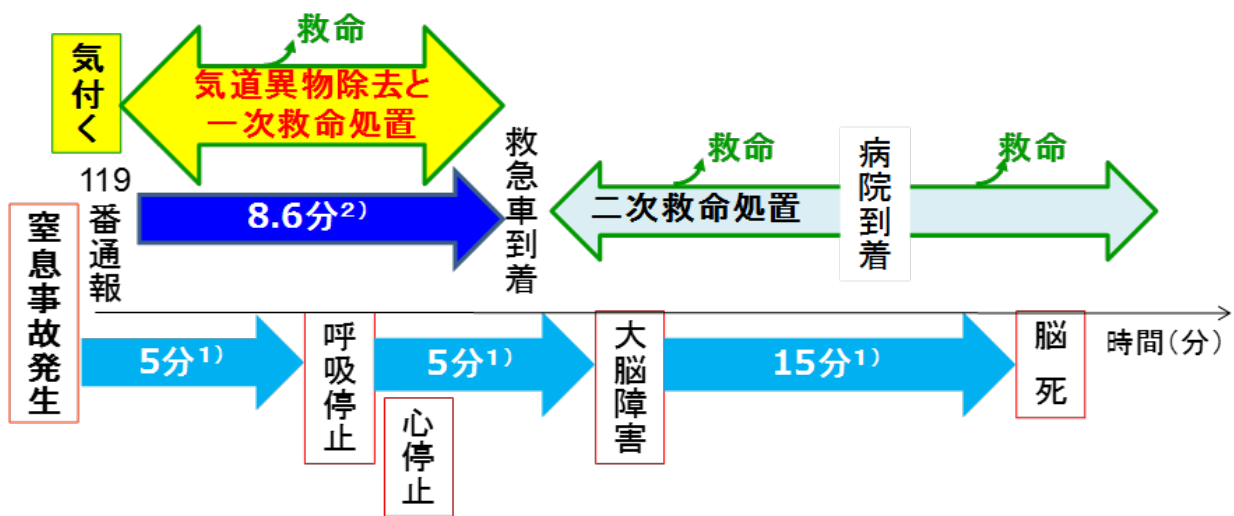 救命
気付く
気道異物除去と
一次救命処置
119
番通報
8.6分2)
救急車到着
救命
救命
二次救命処置
病院到着
窒息事故発生
5分1)
呼吸停止
5分1)
心停止
大脳障害
15分1)
脳死
時間(分)